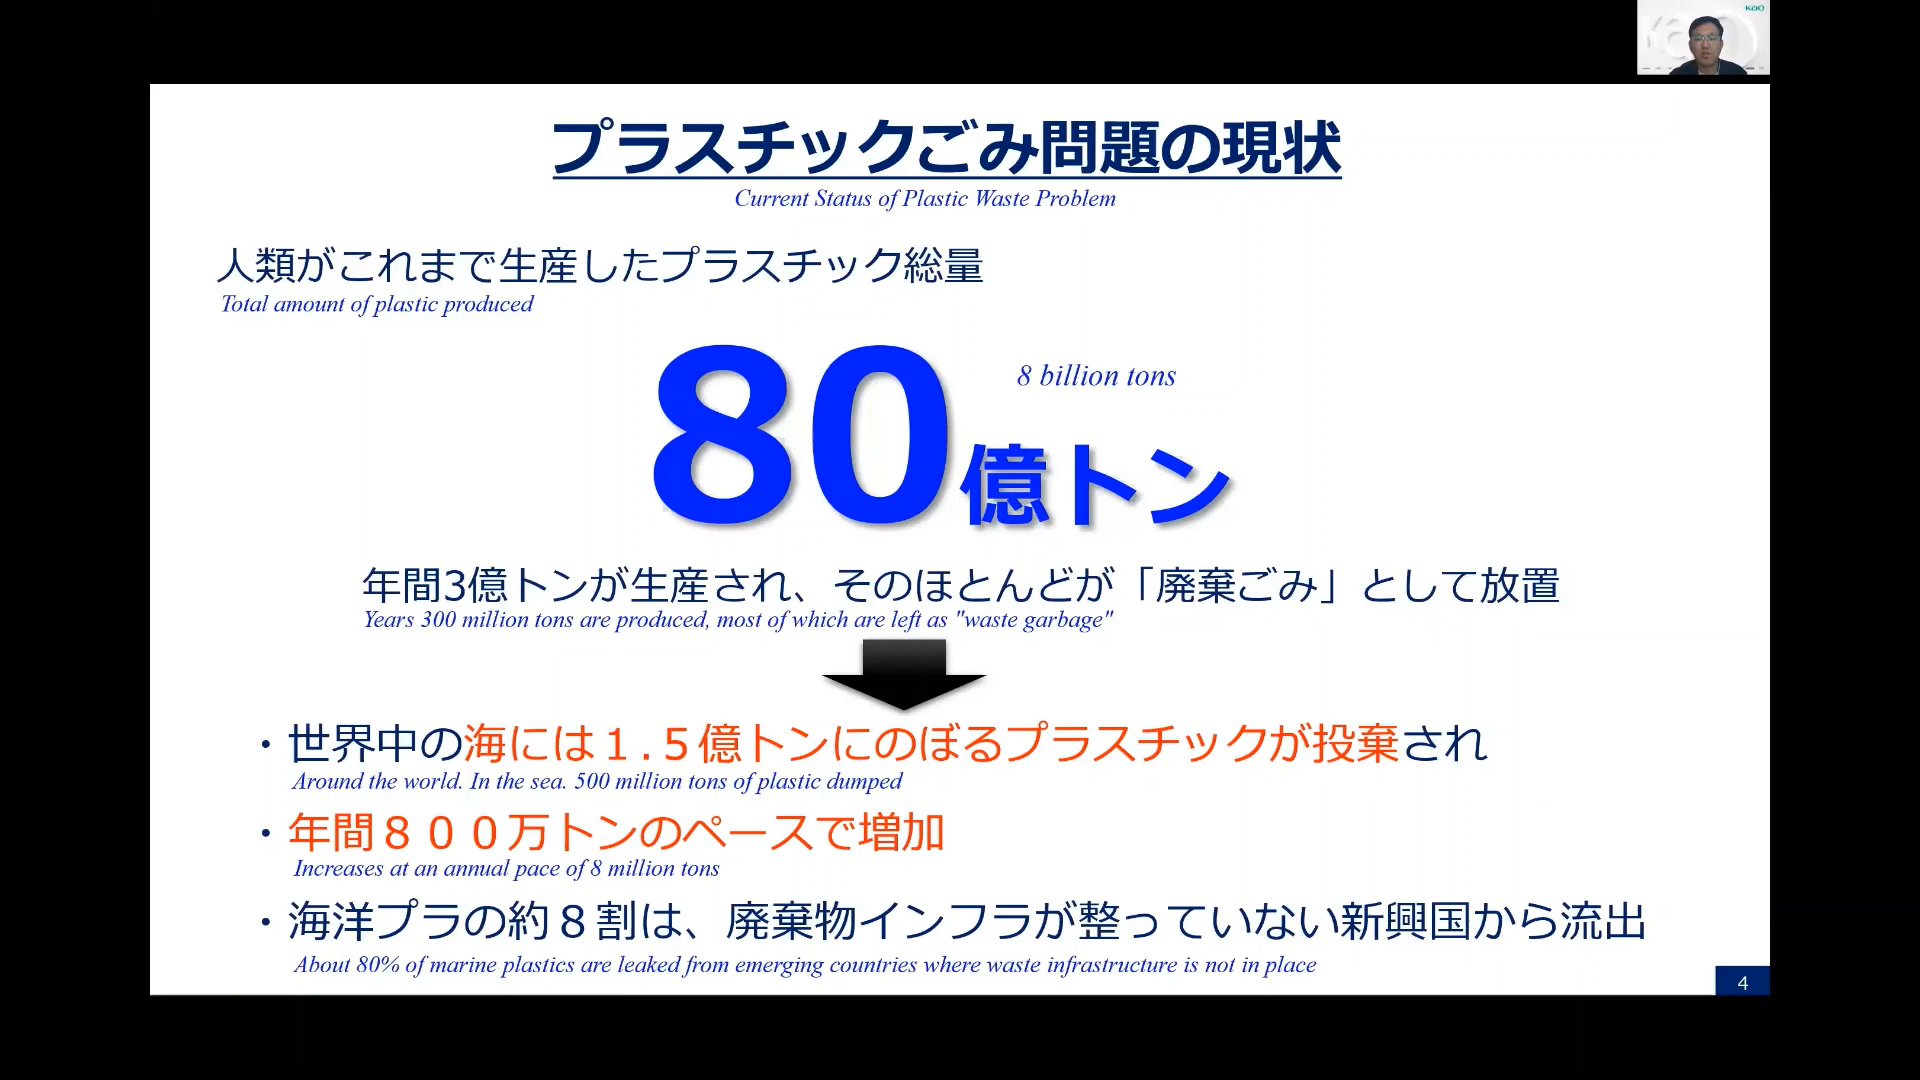 Kao
プラスチックごみ問題の現状
Current Status of Plastic Waste Problem
人類がこれまで生産したプラスチック総量
Total amount of plastic produced
8 billion tons
80億トン
年間3億トンが生産され、そのほとんどが「廃棄ごみ」として放置
Years 300 million tons are produced, most of which are left as "waste garbage"
・世界中の海には１.５億トンにのぼるプラスチックが投棄され
Around the world. In the sea. 500 million tons of plastic dumped
・年間８００万トンのペースで増加
Increases at an annual pace of 8 million tons
・海洋プラの約８割は、廃棄物インフラが整っていない新興国から流出
About 80% of marine plastics are leaked from emerging countries where waste infrastructure is not in place
4